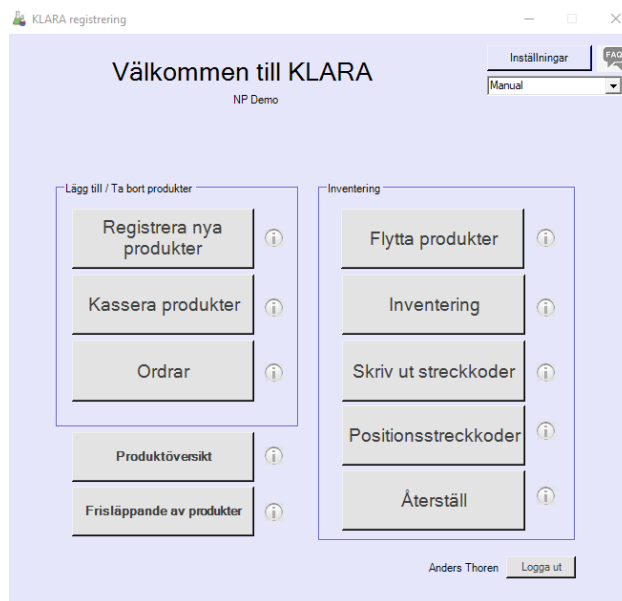 KLARA registrering
Inställningar
FAQ
Välkommen till KLARA
Manual
NP Demo
Lägg till / Ta bort produkter
Registrera nya
produkter
Kassera produkter
Ordrar
Produktöversikt
Frisläppande av produkter
Inventering
Flytta produkter
Inventering
Skriv ut streckkoder
Positionsstreckkoder
Återställ
Anders Thoren
Logga ut